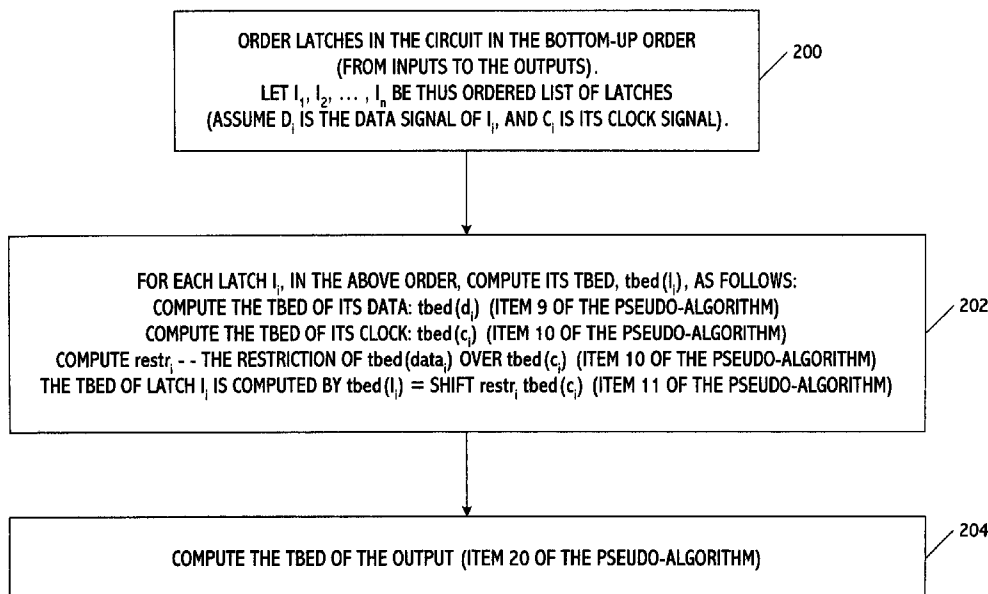 ORDER LATCHES IN THE CIRCUIT IN THE BOTTOM-UP ORDER
(FROM INPUTS TO THE OUTPUTS).
LET l₁, l₂, ... , lₙ BE THUS ORDERED LIST OF LATCHES
(ASSUME Dᵢ IS THE DATA SIGNAL OF lᵢ, AND Cᵢ IS ITS CLOCK SIGNAL).
200
FOR EACH LATCH lᵢ, IN THE ABOVE ORDER, COMPUTE ITS TBED, tbed(lᵢ), AS FOLLOWS:
COMPUTE THE TBED OF ITS DATA: tbed(dᵢ) (ITEM 9 OF THE PSEUDO-ALGORITHM)
COMPUTE THE TBED OF ITS CLOCK: tbed(cᵢ) (ITEM 10 OF THE PSEUDO-ALGORITHM)
COMPUTE restrᵢ - - THE RESTRICTION OF tbed(dataᵢ) OVER tbed(cᵢ) (ITEM 10 OF THE PSEUDO-ALGORITHM)
THE TBED OF LATCH lᵢ IS COMPUTED BY tbed(lᵢ) = SHIFT restrᵢ tbed(cᵢ) (ITEM 11 OF THE PSEUDO-ALGORITHM)
202
COMPUTE THE TBED OF THE OUTPUT (ITEM 20 OF THE PSEUDO-ALGORITHM)
204